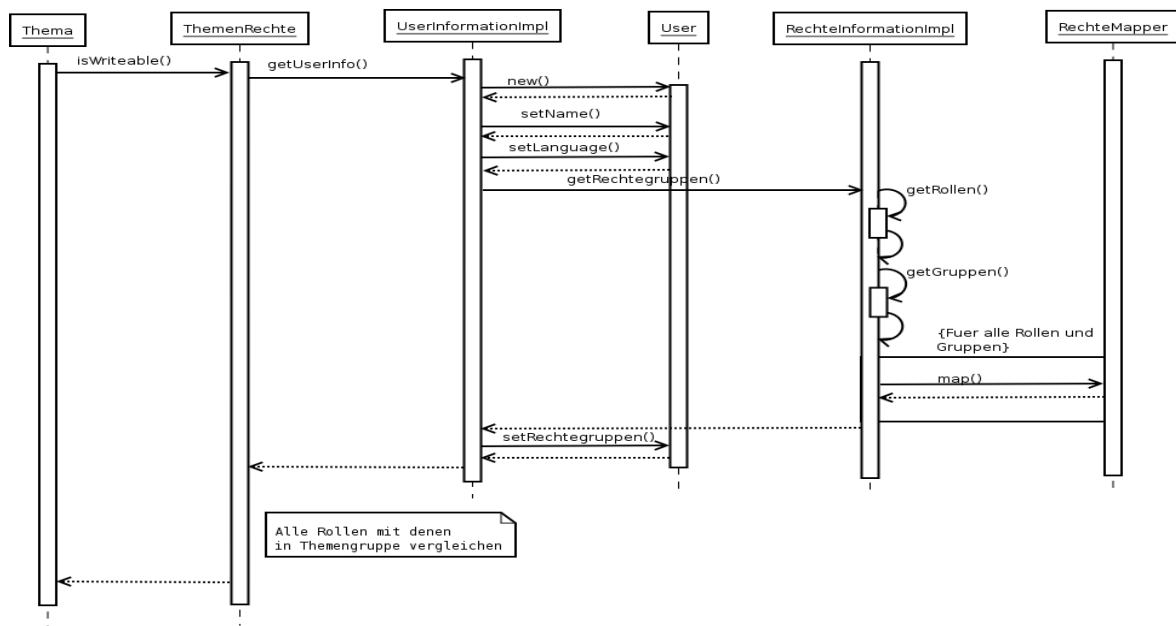 Thema
ThemenRechte
UserInformationImpl
User
RechteInformationImpl
RechteMapper
isWriteable()
getUserInfo()
new()
setName()
setLanguage()
getRechtegruppen()
getRollen()
getGruppen()
{Fuer alle Rollen und
Gruppen}
map()
setRechtegruppen()
Alle Rollen mit denen
in Themengruppe vergleichen